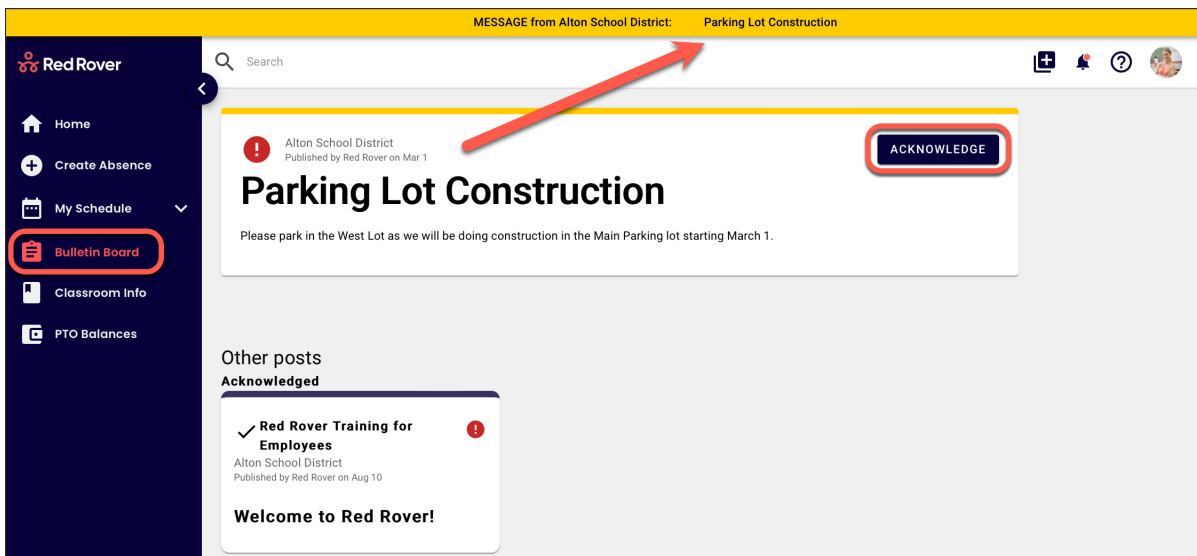 MESSAGE from Alton School District: Parking Lot Construction
Red Rover
Search
Home
Create Absence
My Schedule
Bulletin Board
Classroom Info
PTO Balances
Alton School District
Published by Red Rover on Mar 1
ACKNOWLEDGE
Parking Lot Construction
Please park in the West Lot as we will be doing construction in the Main Parking lot starting March 1.
Other posts
Acknowledged
Red Rover Training for
Employees
Alton School District
Published by Red Rover on Aug 10
Welcome to Red Rover!